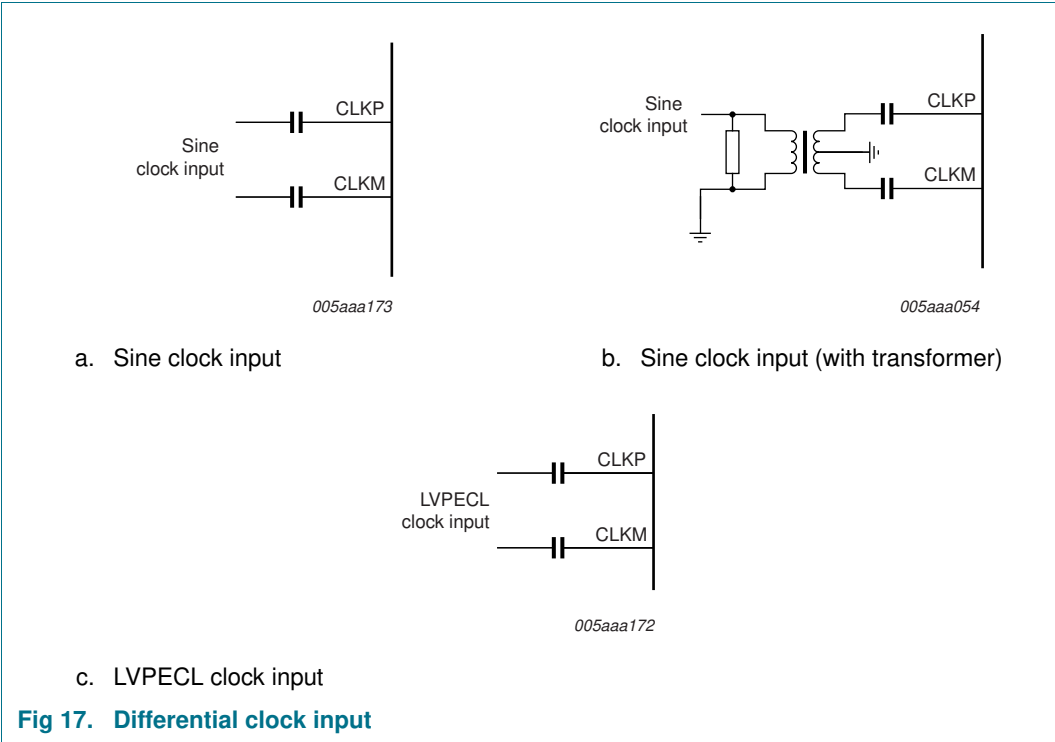 CLKP
Sine
clock input
CLKM
005aaa173
a. Sine clock input
Sine
clock input
CLKP
CLKM
005aaa054
b. Sine clock input (with transformer)
CLKP
LVPECL
clock input
CLKM
005aaa172
c. LVPECL clock input
Fig 17. Differential clock input